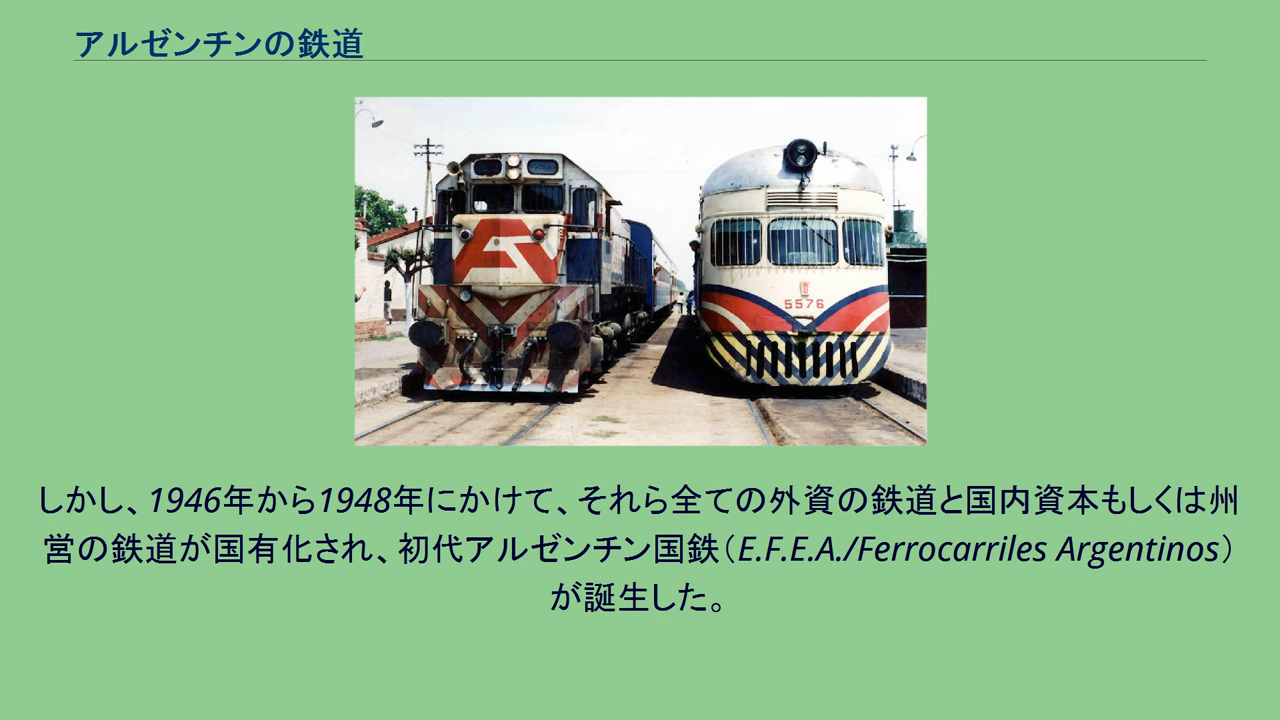 アルゼンチンの鉄道
5576
しかし、1946年から1948年にかけて、それら全ての外資の鉄道と国内資本もしくは州
営の鉄道が国有化され、初代アルゼンチン国鉄（E.F.E.A./Ferrocarriles Argentinos）
が誕生した。